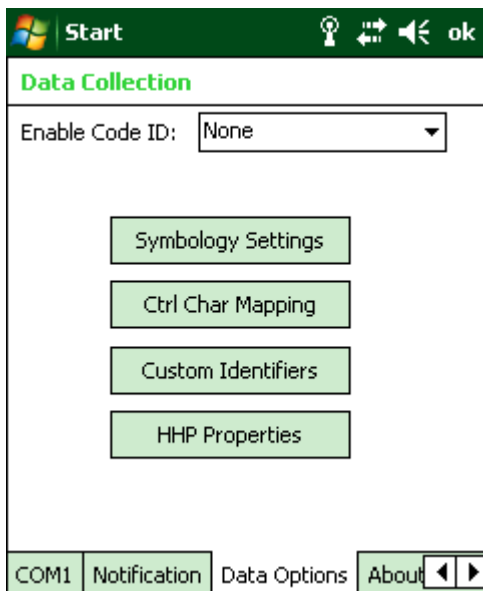 Start ok
Data Collection
Enable Code ID: None
Symbology Settings
Ctrl Char Mapping
Custom Identifiers
HHP Properties
COM1 Notification Data Options About